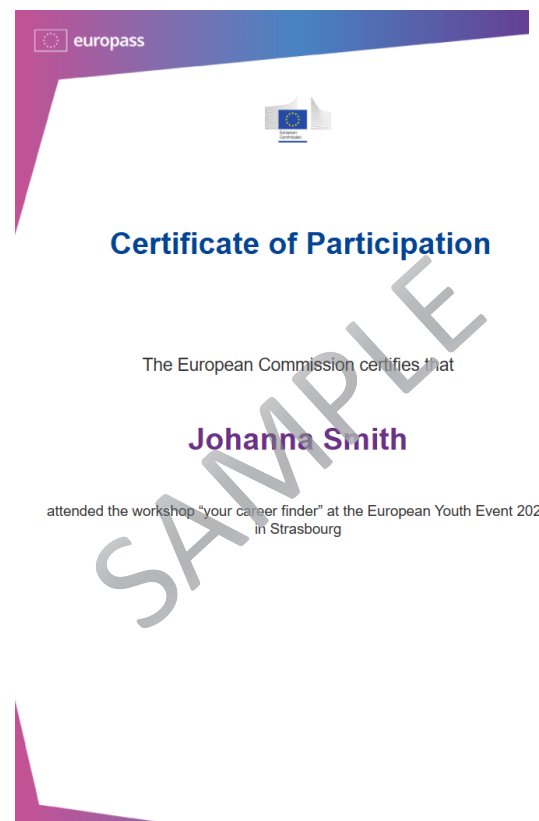 europass
European
Commission
Certificate of Participation
The European Commission certifies that
Johanna Smith
attended the workshop “your career finder” at the European Youth Event 202
in Strasbourg
SAMPLE